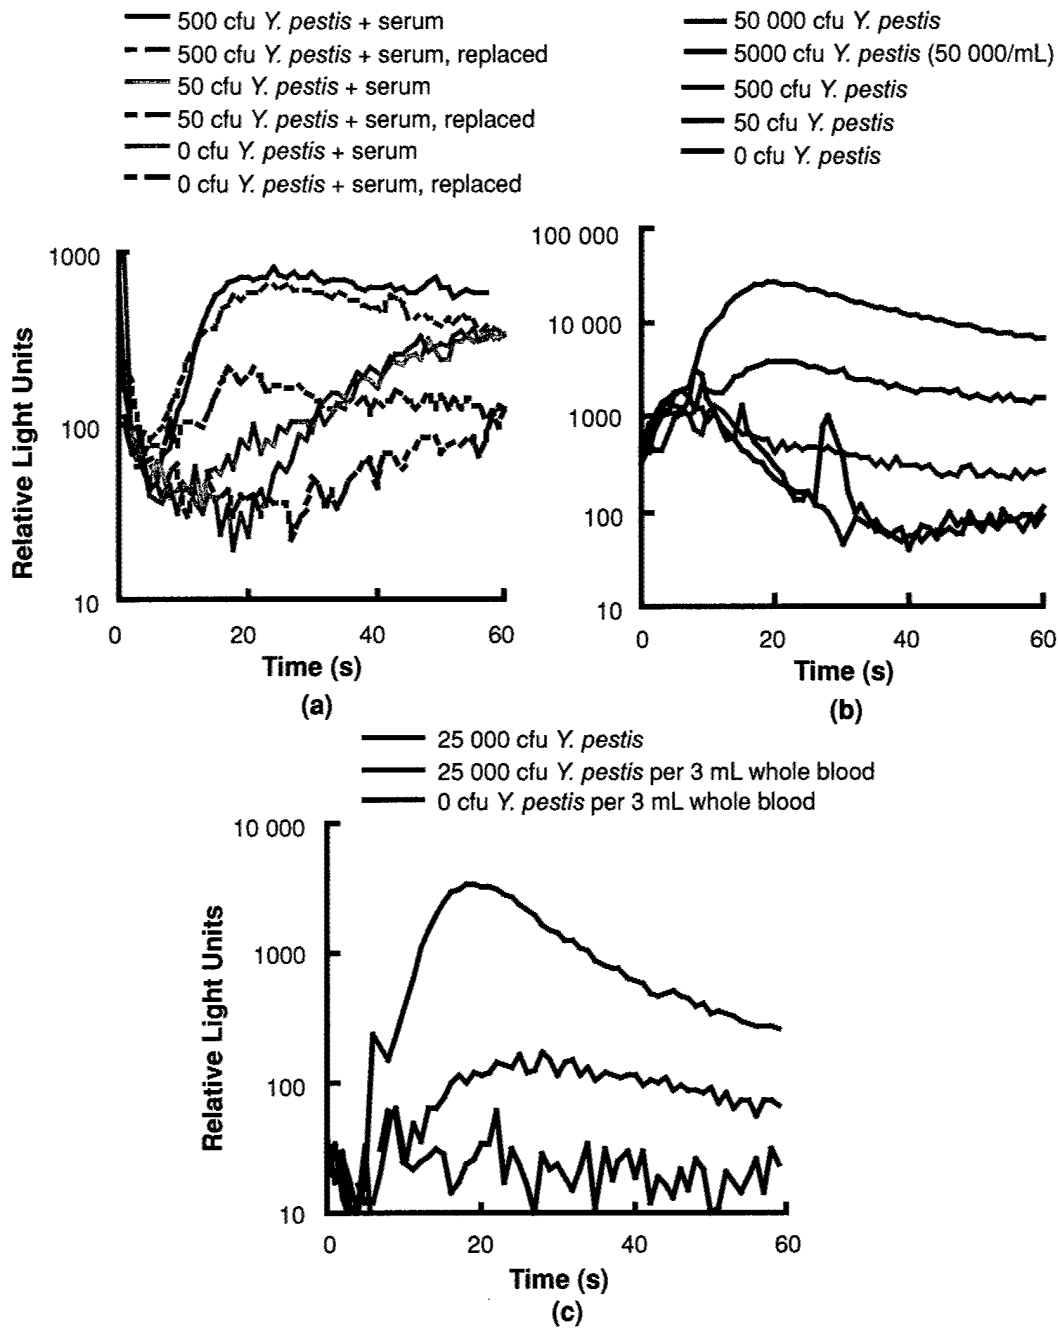 500 cfu Y. pestis + serum
500 cfu Y. pestis + serum, replaced
50 cfu Y. pestis + serum
50 cfu Y. pestis + serum, replaced
0 cfu Y. pestis + serum
0 cfu Y. pestis + serum, replaced
50 000 cfu Y. pestis
5000 cfu Y. pestis (50 000/mL)
500 cfu Y. pestis
50 cfu Y. pestis
0 cfu Y. pestis
1000
100
10
Relative Light Units
0 20 40 60
Time (s)
(a)
100 000
10 000
1000
100
10
0 20 40 60
Time (s)
(b)
25 000 cfu Y. pestis
25 000 cfu Y. pestis per 3 mL whole blood
0 cfu Y. pestis per 3 mL whole blood
10 000
1000
100
10
Relative Light Units
0 20 40 60
Time (s)
(c)